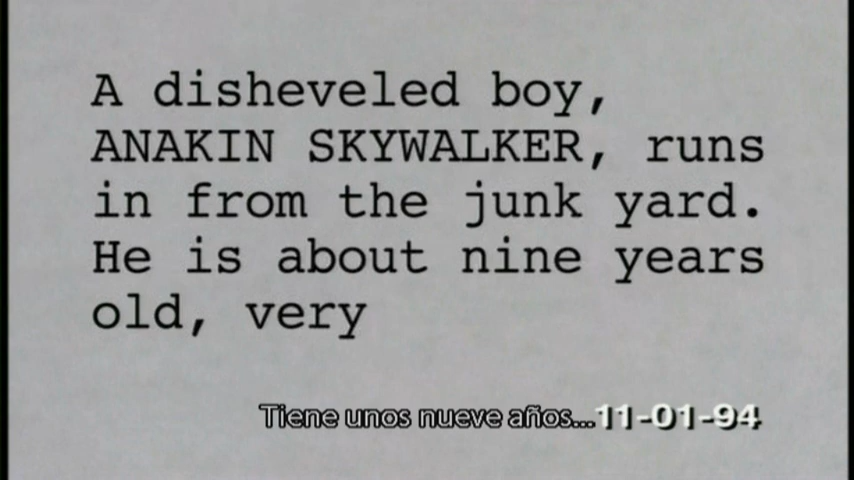 A disheveled boy,
ANAKIN SKYWALKER, runs
in from the junk yard.
He is about nine years
old, very
Tiene unos nueve años...11-01-94